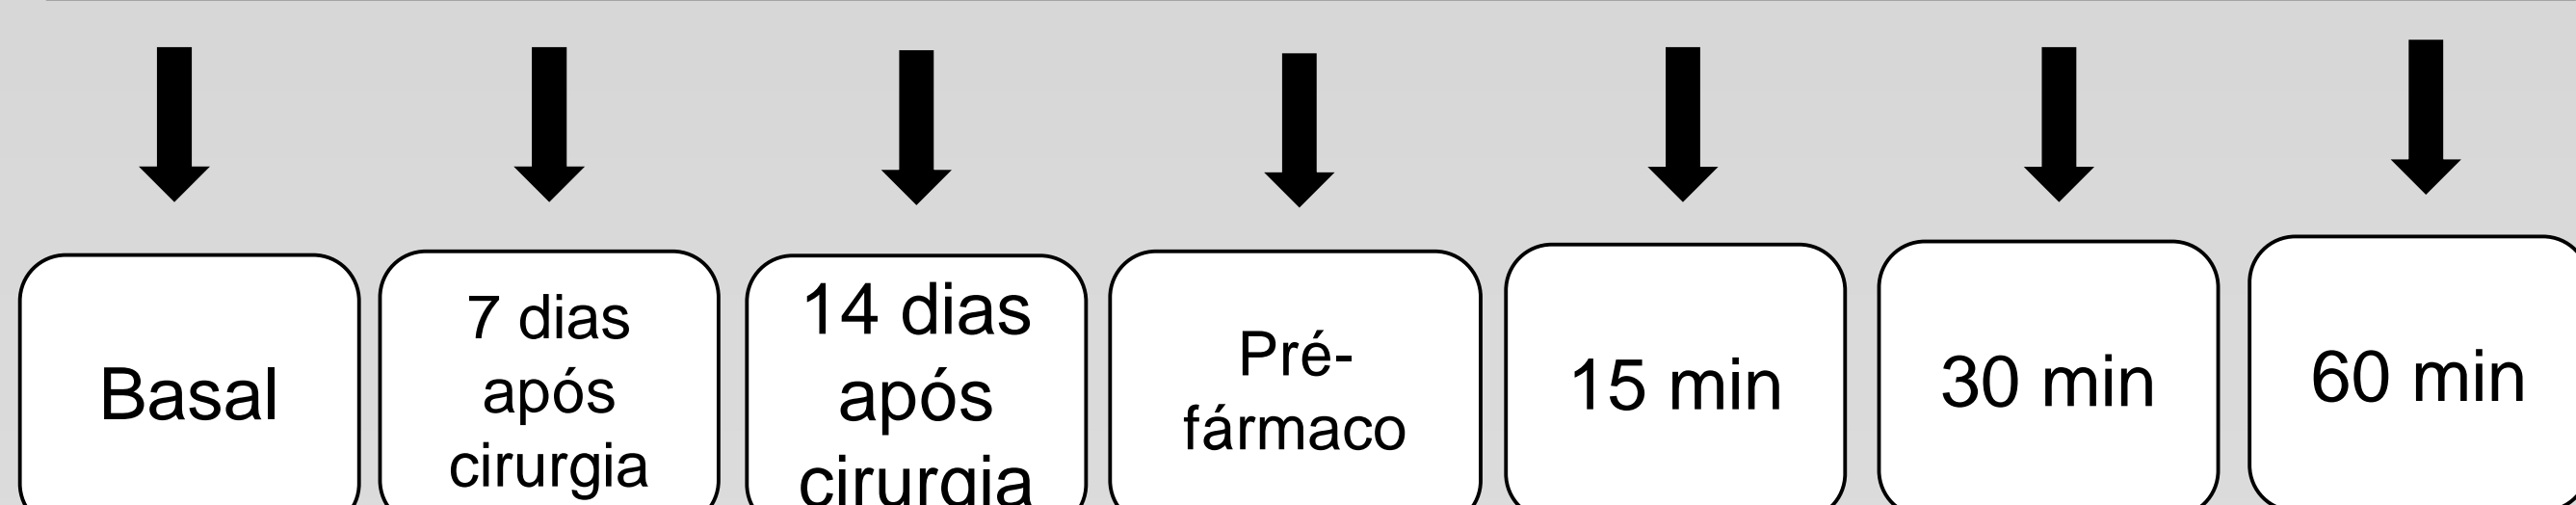 Basal
7 dias
após
cirurgia
14 dias
após
cirurgia
Pré-
fármaco
15 min
30 min
60 min